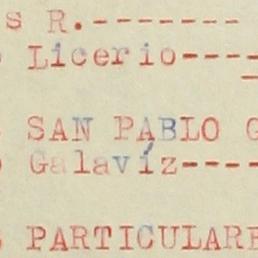 s R.-------
Licerio----
SAN PABLO G
Galavíz----
PARTICULARE